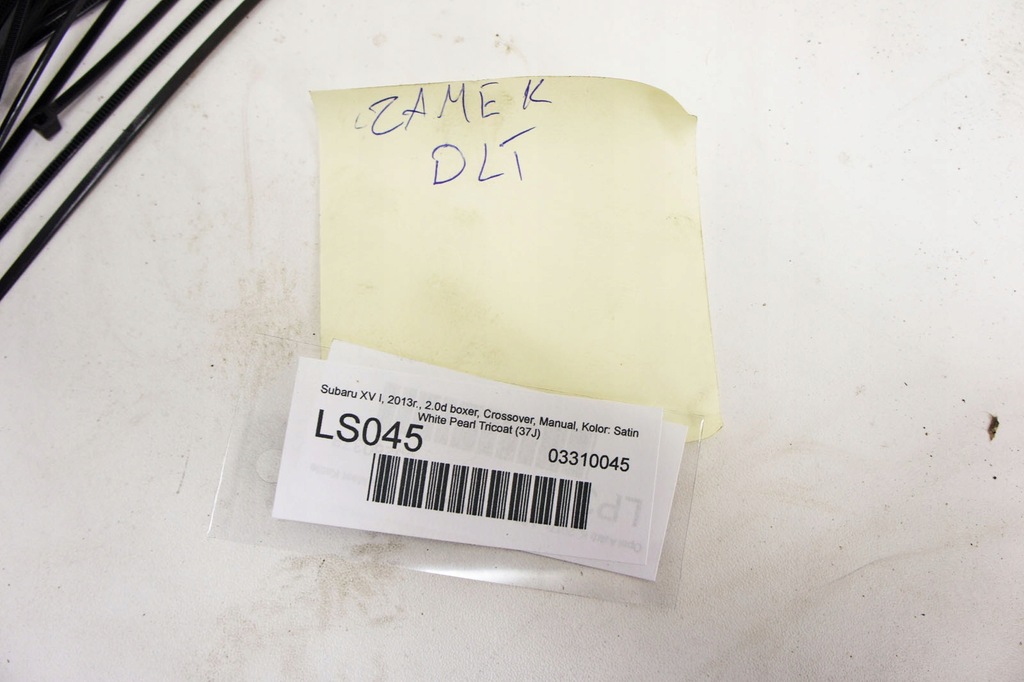 ZAMEK
DLT
Subaru XV I, 2013r., 2.0d boxer, Crossover, Manual, Kolor: Satin
White Pearl Tricoat (37J)
LS045
03310045